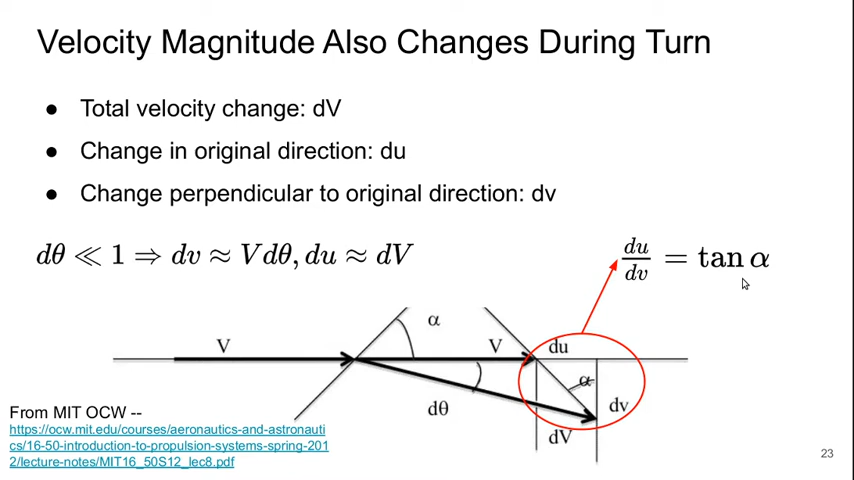 Velocity Magnitude Also Changes During Turn
● Total velocity change: dV
● Change in original direction: du
● Change perpendicular to original direction: dv
dθ ≪ 1 ⇒ dv ≈ Vdθ, du ≈ dV
du/dv = tan α
α
V
V
du
α
dθ
dv
dV
From MIT OCW --
https://ocw.mit.edu/courses/aeronautics-and-astronauti
cs/16-50-introduction-to-propulsion-systems-spring-201
2/lecture-notes/MIT16_50S12_lec8.pdf
23